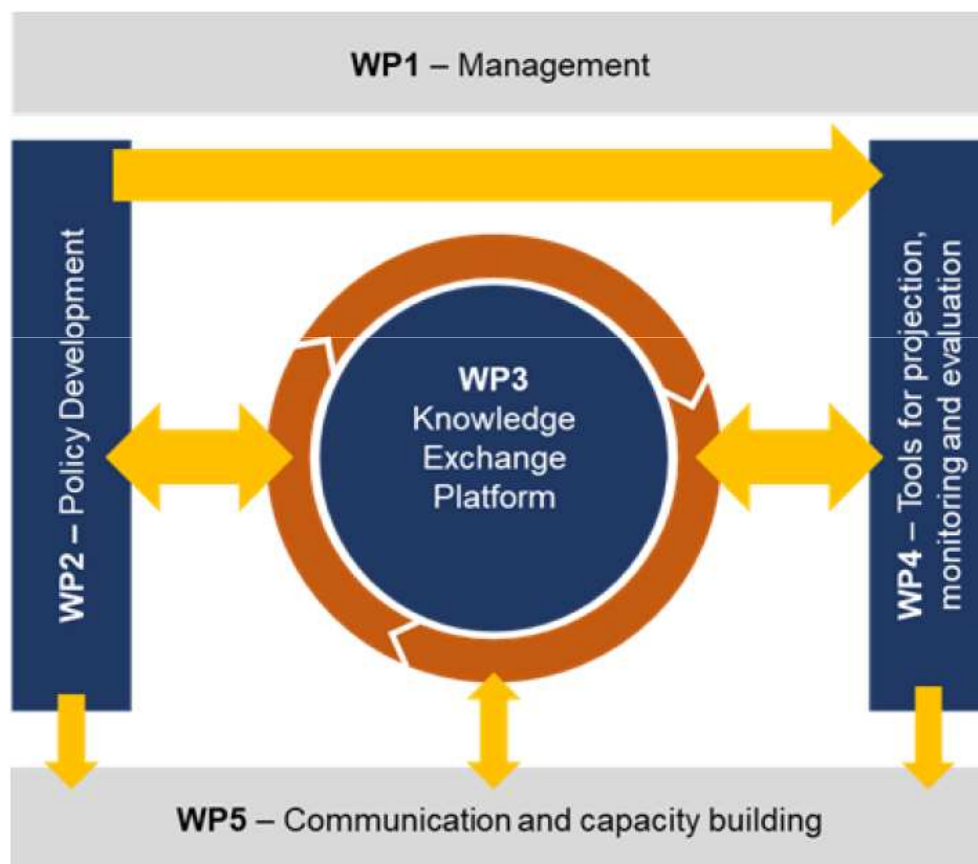 WP1 – Management
WP2 – Policy Development
WP3
Knowledge
Exchange
Platform
WP4 – Tools for projection,
monitoring and evaluation
WP5 – Communication and capacity building